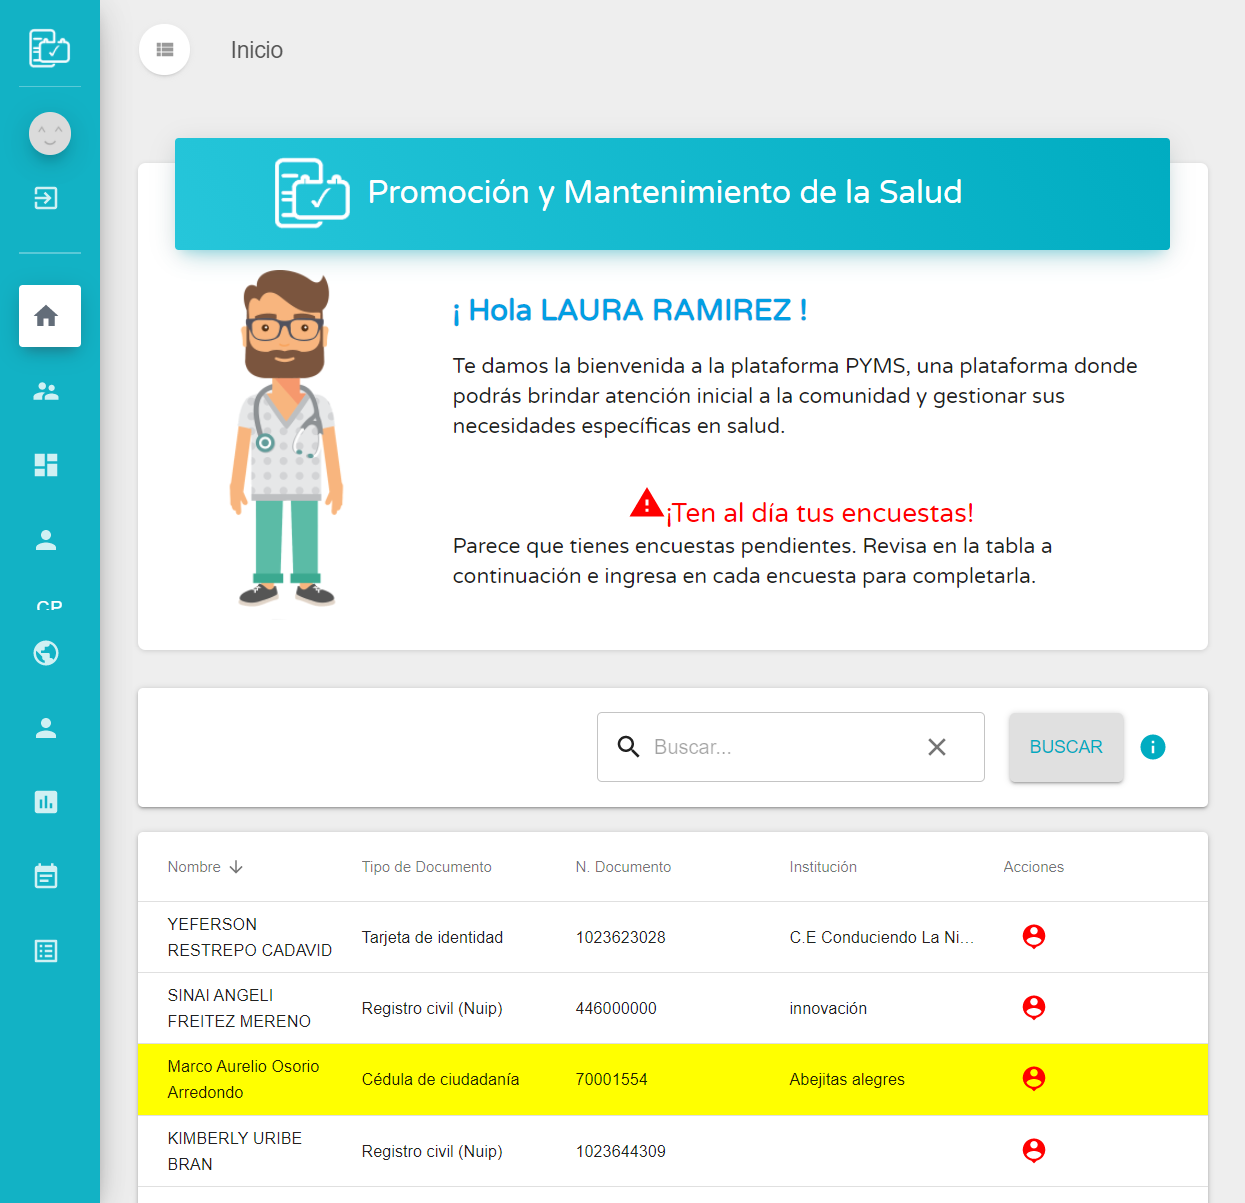 Inicio
Promoción y Mantenimiento de la Salud
¡ Hola LAURA RAMIREZ !
Te damos la bienvenida a la plataforma PYMS, una plataforma donde
podrás brindar atención inicial a la comunidad y gestionar sus
necesidades específicas en salud.
¡Ten al día tus encuestas!
Parece que tienes encuestas pendientes. Revisa en la tabla a
continuación e ingresa en cada encuesta para completarla.
Buscar...
BUSCAR
Nombre Tipo de Documento N. Documento Institución Acciones
YEFERSON
RESTREPO CADAVID Tarjeta de identidad 1023623028 C.E Conduciendo La Ni...
SINAI ANGELI
FREITEZ MERENO Registro civil (Nuip) 446000000 innovación
Marco Aurelio Osorio
Arredondo Cédula de ciudadanía 70001554 Abejitas alegres
KIMBERLY URIBE
BRAN Registro civil (Nuip) 1023644309